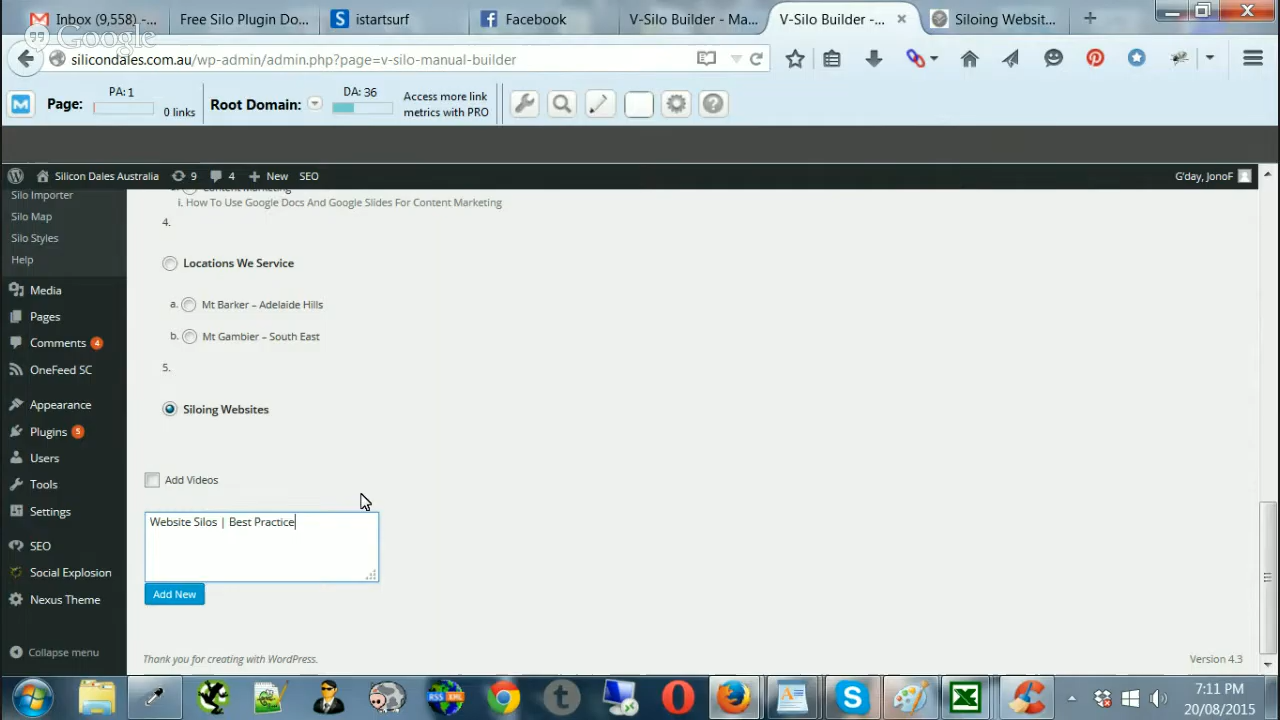 Inbox (9,558) -...
Free Silo Plugin Do...
istartsurf
Facebook
V-Silo Builder - Ma...
V-Silo Builder -...
Siloing Websit...
Google
silicondales.com.au/wp-admin/admin.php?page=v-silo-manual-builder
Page:
PA: 1
0 links
Root Domain:
DA: 36
Access more link
metrics with PRO
Silicon Dales Australia
9
4
New
SEO
G'day, JonoF
Silo Importer
Silo Map
Silo Styles
Help
Media
Pages
Comments 4
OneFeed SC
Appearance
Plugins 5
Users
Tools
Settings
SEO
Social Explosion
Nexus Theme
Collapse menu
a. Content Marketing
i. How To Use Google Docs And Google Slides For Content Marketing
4.
Locations We Service
a. Mt Barker – Adelaide Hills
b. Mt Gambier – South East
5.
Siloing Websites
Add Videos
Website Silos | Best Practice
Add New
Thank you for creating with WordPress.
Version 4.3
RSS XML
7:11 PM
20/08/2015